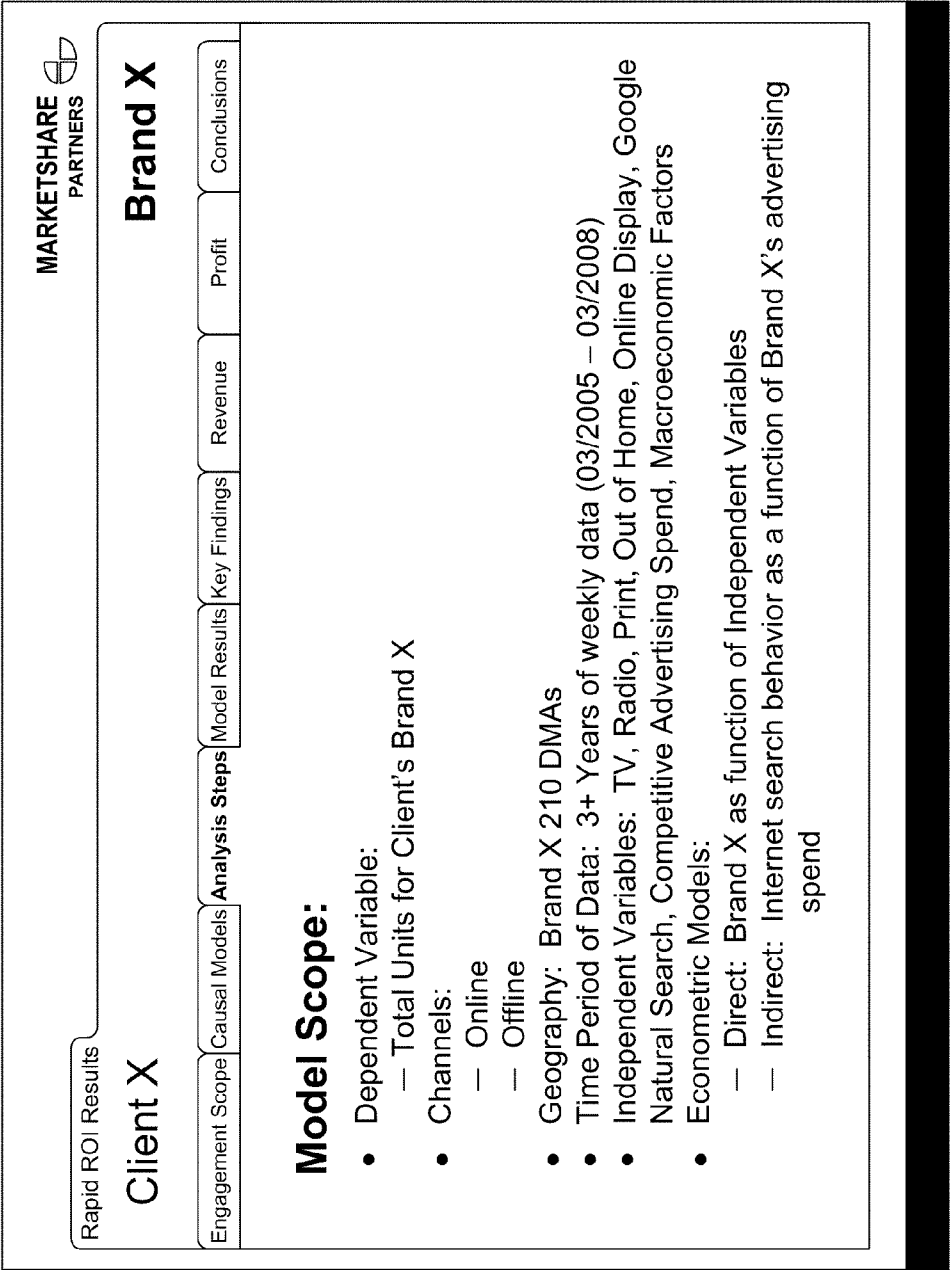 Rapid ROI Results
MARKETSHARE
PARTNERS
Client X
Brand X
Engagement Scope
Causal Models
Analysis Steps
Model Results
Key Findings
Revenue
Profit
Conclusions
Model Scope:
• Dependent Variable:
— Total Units for Client's Brand X
• Channels:
— Online
— Offline
• Geography: Brand X 210 DMAs
• Time Period of Data: 3+ Years of weekly data (03/2005 – 03/2008)
• Independent Variables: TV, Radio, Print, Out of Home, Online Display, Google
Natural Search, Competitive Advertising Spend, Macroeconomic Factors
• Econometric Models:
— Direct: Brand X as function of Independent Variables
— Indirect: Internet search behavior as a function of Brand X's advertising
spend